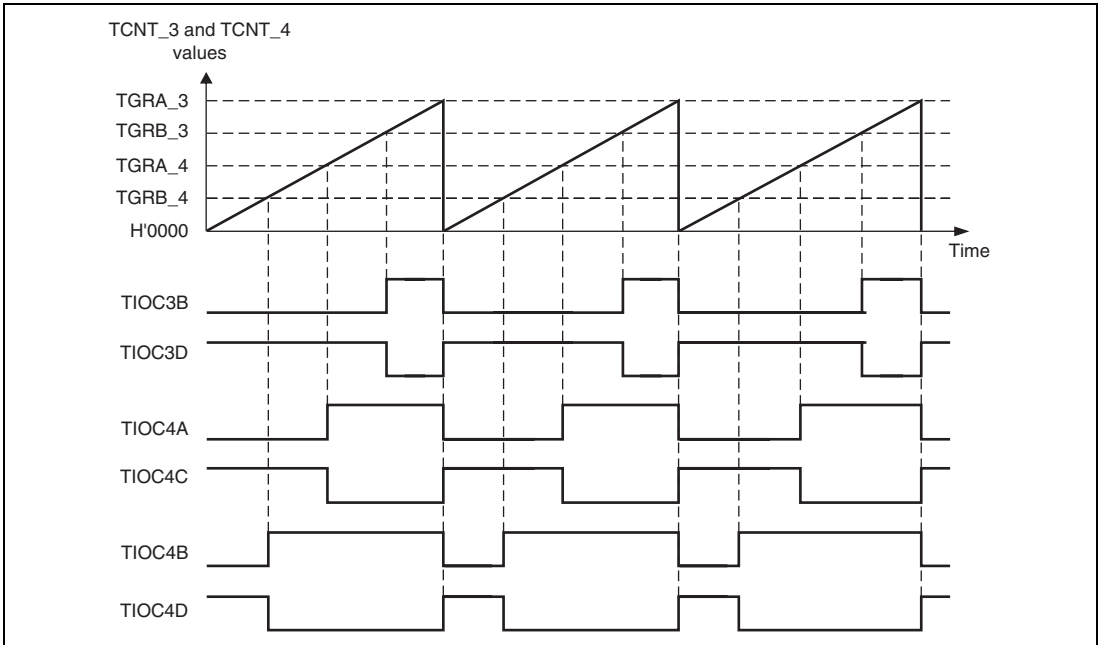 TCNT_3 and TCNT_4
values
TGRA_3
TGRB_3
TGRA_4
TGRB_4
H'0000
Time
TIOC3B
TIOC3D
TIOC4A
TIOC4C
TIOC4B
TIOC4D